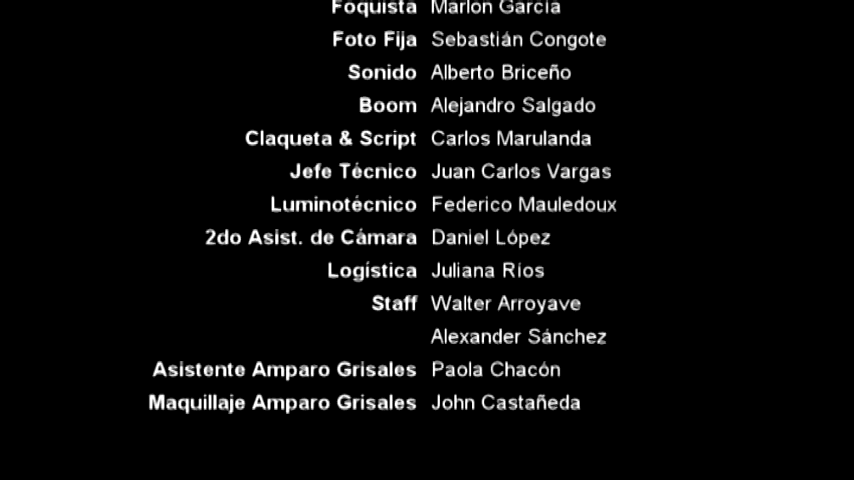 Foquista Marlon García
Foto Fija Sebastián Congote
Sonido Alberto Briceño
Boom Alejandro Salgado
Claqueta & Script Carlos Marulanda
Jefe Técnico Juan Carlos Vargas
Luminotécnico Federico Mauledoux
2do Asist. de Cámara Daniel López
Logística Juliana Ríos
Staff Walter Arroyave
Alexander Sánchez
Asistente Amparo Grisales Paola Chacón
Maquillaje Amparo Grisales John Castañeda